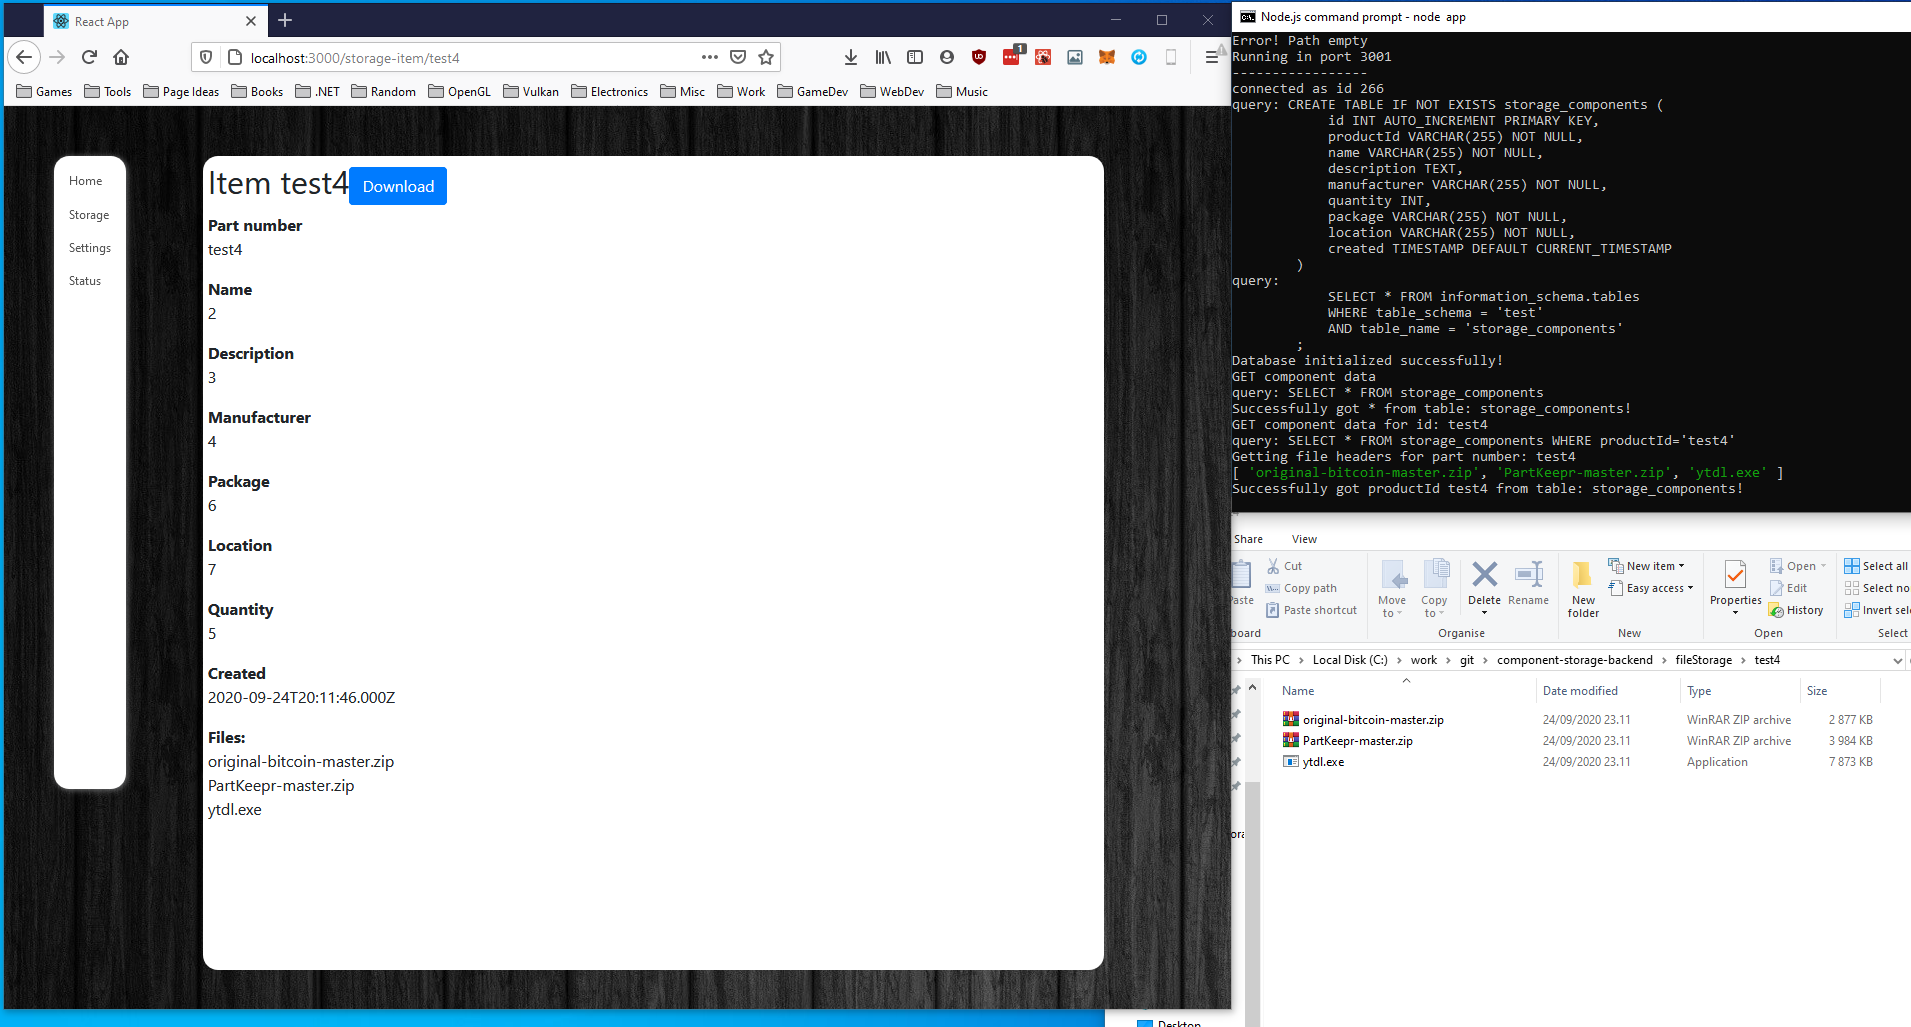 React App
localhost:3000/storage-item/test4
1
Games
Tools
Page Ideas
Books
.NET
Random
OpenGL
Vulkan
Electronics
Misc
Work
GameDev
WebDev
Music
Home
Storage
Settings
Status
Item test4
Download
Part number
test4
Name
2
Description
3
Manufacturer
4
Package
6
Location
7
Quantity
5
Created
2020-09-24T20:11:46.000Z
Files:
original-bitcoin-master.zip
PartKeepr-master.zip
ytdl.exe
Node.js command prompt - node app
Error! Path empty
Running in port 3001
-----------------
connected as id 266
query: CREATE TABLE IF NOT EXISTS storage_components (
id INT AUTO_INCREMENT PRIMARY KEY,
productId VARCHAR(255) NOT NULL,
name VARCHAR(255) NOT NULL,
description TEXT,
manufacturer VARCHAR(255) NOT NULL,
quantity INT,
package VARCHAR(255) NOT NULL,
location VARCHAR(255) NOT NULL,
created TIMESTAMP DEFAULT CURRENT_TIMESTAMP
)
query:
SELECT * FROM information_schema.tables
WHERE table_schema = 'test'
AND table_name = 'storage_components'
;
Database initialized successfully!
GET component data
query: SELECT * FROM storage_components
Successfully got * from table: storage_components!
GET component data for id: test4
query: SELECT * FROM storage_components WHERE productId='test4'
Getting file headers for part number: test4
[ 'original-bitcoin-master.zip', 'PartKeepr-master.zip', 'ytdl.exe' ]
Successfully got productId test4 from table: storage_components!
Share View
Cut
Copy path
Paste shortcut
Move to
Copy to
Delete
Rename
Organise
New folder
New item
Easy access
New
Properties
Open
Edit
History
Open
Select all
Select no
Invert sele
Select
This PC > Local Disk (C:) > work > git > component-storage-backend > fileStorage > test4
Name Date modified Type Size
original-bitcoin-master.zip 24/09/2020 23.11 WinRAR ZIP archive 2 877 KB
PartKeepr-master.zip 24/09/2020 23.11 WinRAR ZIP archive 3 984 KB
ytdl.exe 24/09/2020 23.11 Application 7 873 KB
Desktop